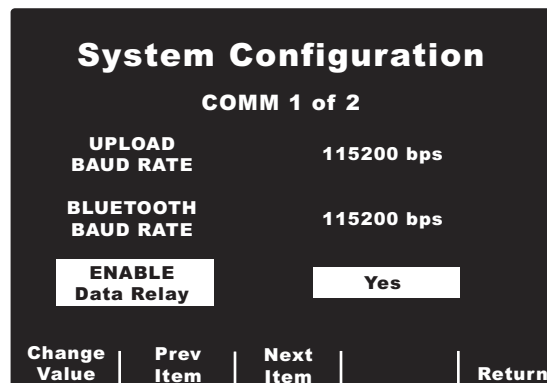 System Configuration
COMM 1 of 2
UPLOAD
BAUD RATE
115200 bps
BLUETOOTH
BAUD RATE
115200 bps
ENABLE
Data Relay
Yes
Change
Value
Prev
Item
Next
Item
Return